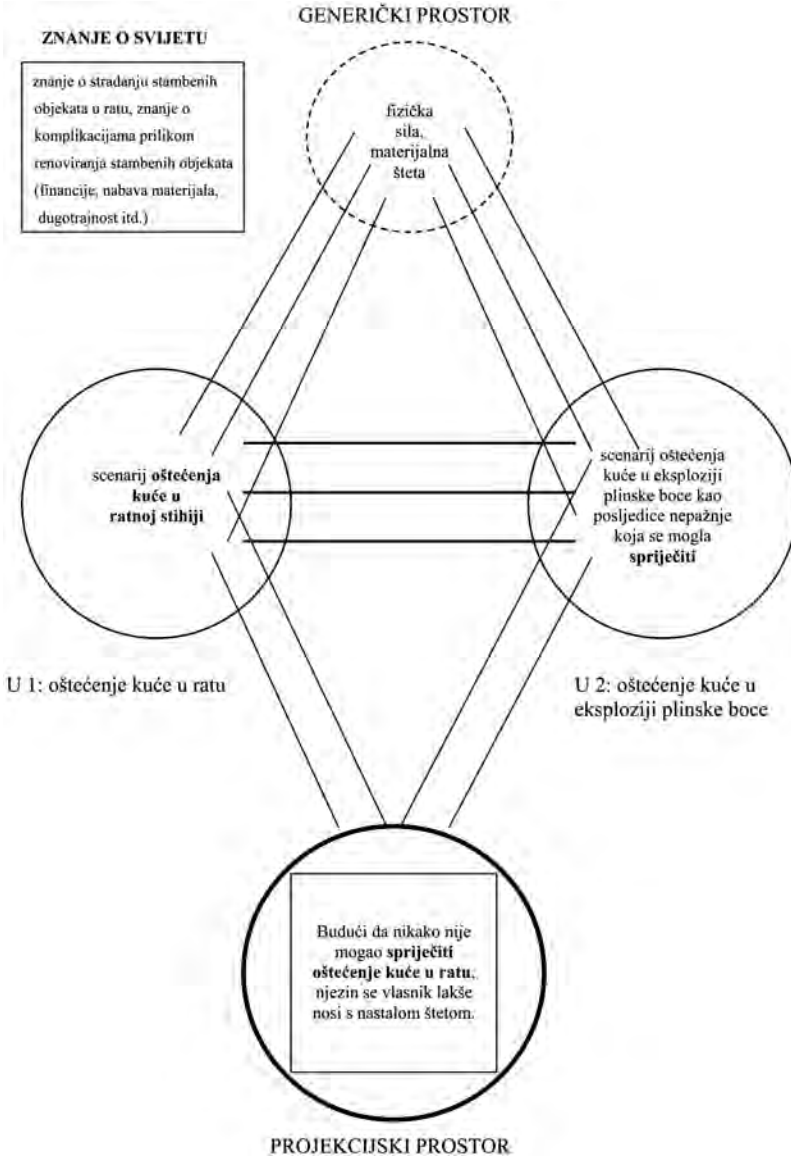 GENERIČKI PROSTOR
ZNANJE O SVIJETU
znanje o stradanju stambenih
objekata u ratu, znanje o
komplikacijama prilikom
renoviranja stambenih objekata
(financije, nabava materijala,
dugotrajnost itd.)
fizička
sila,
materijalna
šteta
scenarij oštećenja
kuće u
ratnoj stihiji
scenarij oštećenja
kuće u eksploziji
plinske boce kao
posljedice nepažnje
koja se mogla
spriječiti
U 1: oštećenje kuće u ratu
U 2: oštećenje kuće u
eksploziji plinske boce
Budući da nikako nije
mogao spriječiti
oštećenje kuće u ratu,
njezin se vlasnik lakše
nosi s nastalom štetom.
PROJEKCIJSKI PROSTOR